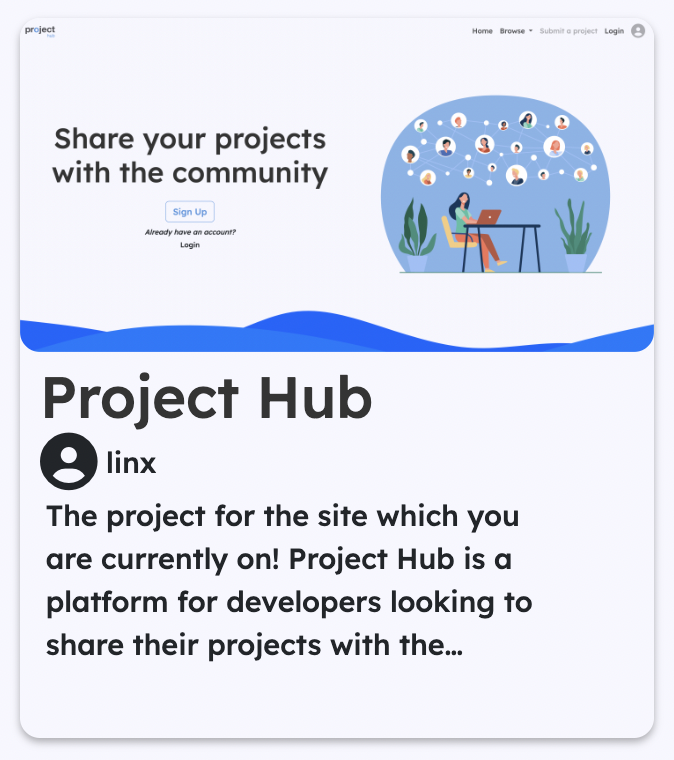 project
hub
Home Browse Submit a project Login
Share your projects
with the community
Sign Up
Already have an account?
Login
Project Hub
linx
The project for the site which you
are currently on! Project Hub is a
platform for developers looking to
share their projects with the...